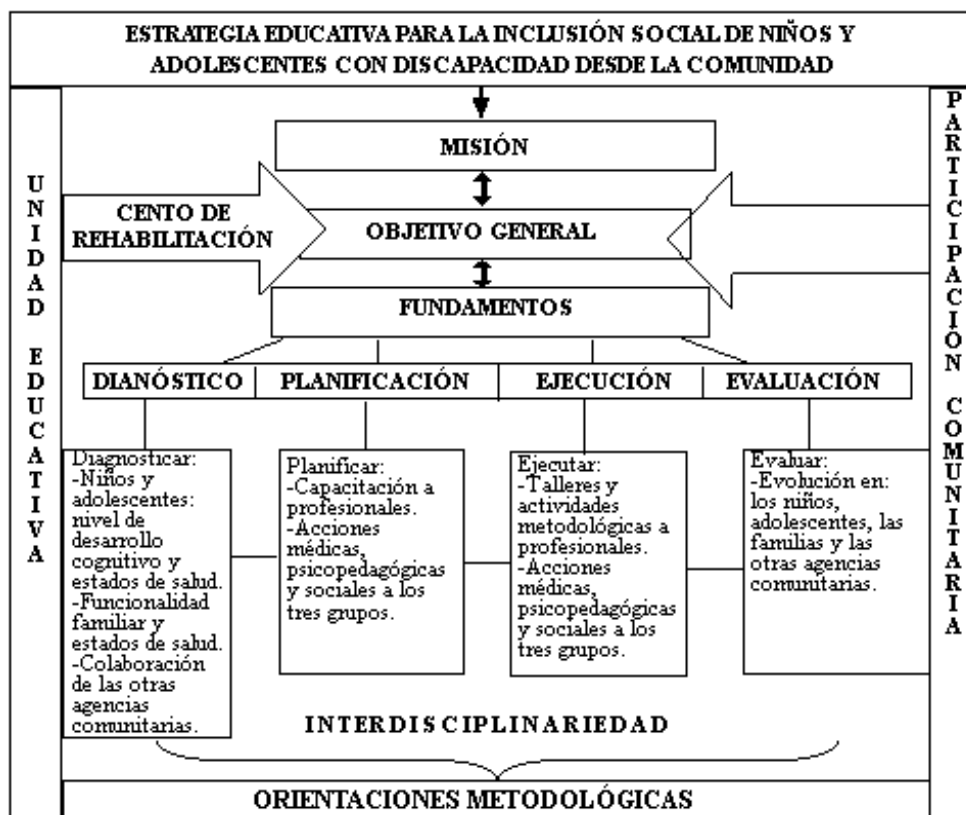 ESTRATEGIA EDUCATIVA PARA LA INCLUSIÓN SOCIAL DE NIÑOS Y
ADOLESCENTES CON DISCAPACIDAD DESDE LA COMUNIDAD
UNIDAD EDUCATIVA
MISIÓN
CENTO DE
REHABILITACIÓN
OBJETIVO GENERAL
FUNDAMENTOS
DIANÓSTICO
PLANIFICACIÓN
EJECUCIÓN
EVALUACIÓN
Diagnosticar:
-Niños y
adolescentes:
nivel de
desarrollo
cognitivo y
estados de salud.
-Funcionalidad
familiar y
estados de salud.
-Colaboración
de las otras
agencias
comunitarias.
Planificar:
-Capacitación a
profesionales.
-Acciones
médicas,
psicopedagógicas
y sociales a los
tres grupos.
Ejecutar:
-Talleres y
actividades
metodológicas a
profesionales.
-Acciones
médicas,
psicopedagógicas
y sociales a los
tres grupos.
Evaluar:
-Evolución en:
los niños,
adolescentes, las
familias y las
otras agencias
comunitarias.
PARTICIPACIÓN COMUNITARIA
INTERDISCIPLINARIEDAD
ORIENTACIONES METODOLÓGICAS